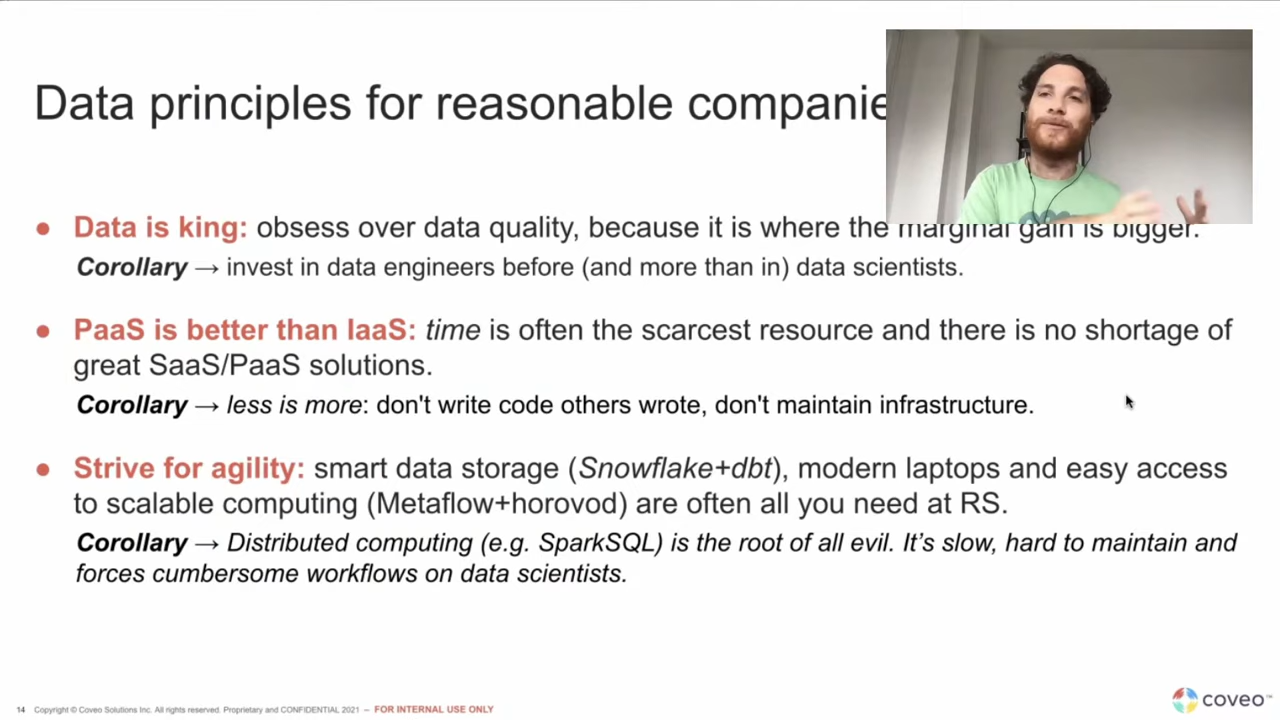 Data principles for reasonable companie
● Data is king: obsess over data quality, because it is where the marginal gain is bigger.
Corollary → invest in data engineers before (and more than in) data scientists.
● PaaS is better than IaaS: time is often the scarcest resource and there is no shortage of
great SaaS/PaaS solutions.
Corollary → less is more: don't write code others wrote, don't maintain infrastructure.
● Strive for agility: smart data storage (Snowflake+dbt), modern laptops and easy access
to scalable computing (Metaflow+horovod) are often all you need at RS.
Corollary → Distributed computing (e.g. SparkSQL) is the root of all evil. It's slow, hard to maintain and
forces cumbersome workflows on data scientists.
14 Copyright © Coveo Solutions Inc. All rights reserved. Proprietary and CONFIDENTIAL 2021 – FOR INTERNAL USE ONLY
coveo™